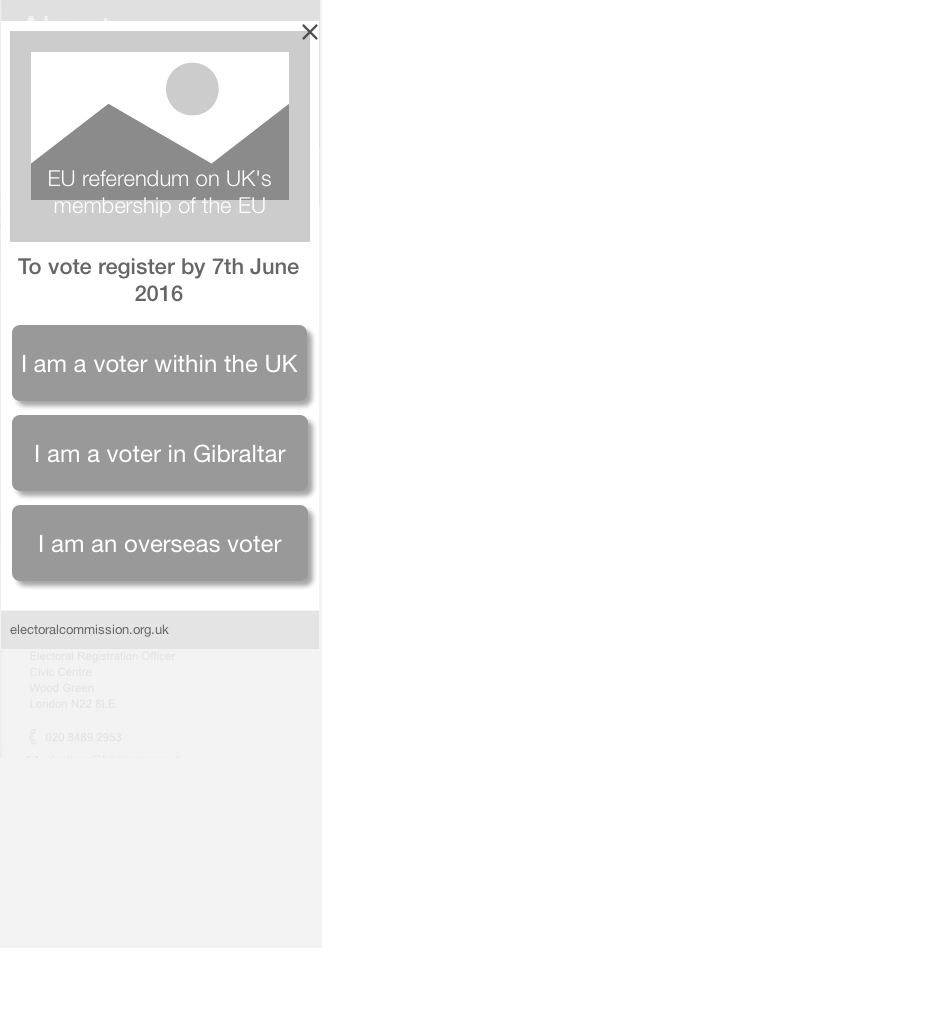 EU referendum on UK's
membership of the EU
To vote register by 7th June
2016
I am a voter within the UK
I am a voter in Gibraltar
I am an overseas voter
electoralcommission.org.uk
Electoral Registration Officer
Civic Centre
Wood Green
London N22 8LE
020 8489 2953